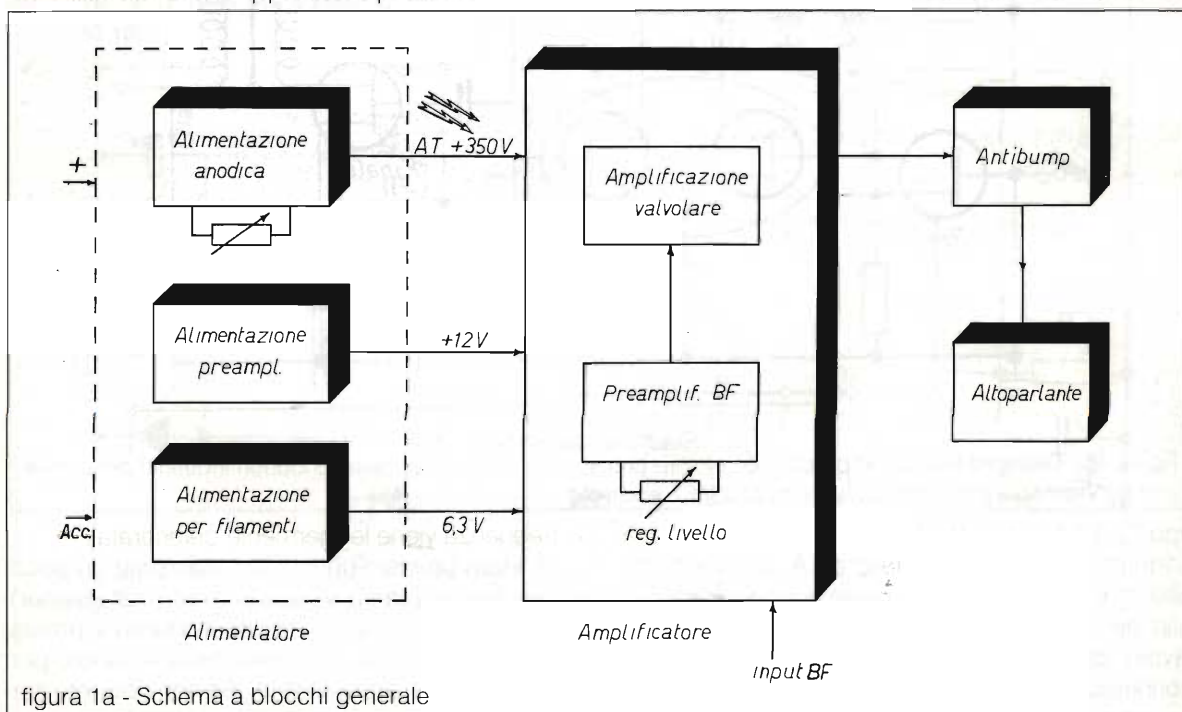 Alimentazione
anodica
+
AT +350V
Alimentazione
preampl.
+12V
Alimentazione
per filamenti
Acc.
6,3 V
Alimentatore
Amplificazione
valvolare
Preamplif. BF
reg. livello
Amplificatore
input BF
Antibump
Altoparlante
figura 1a - Schema a blocchi generale